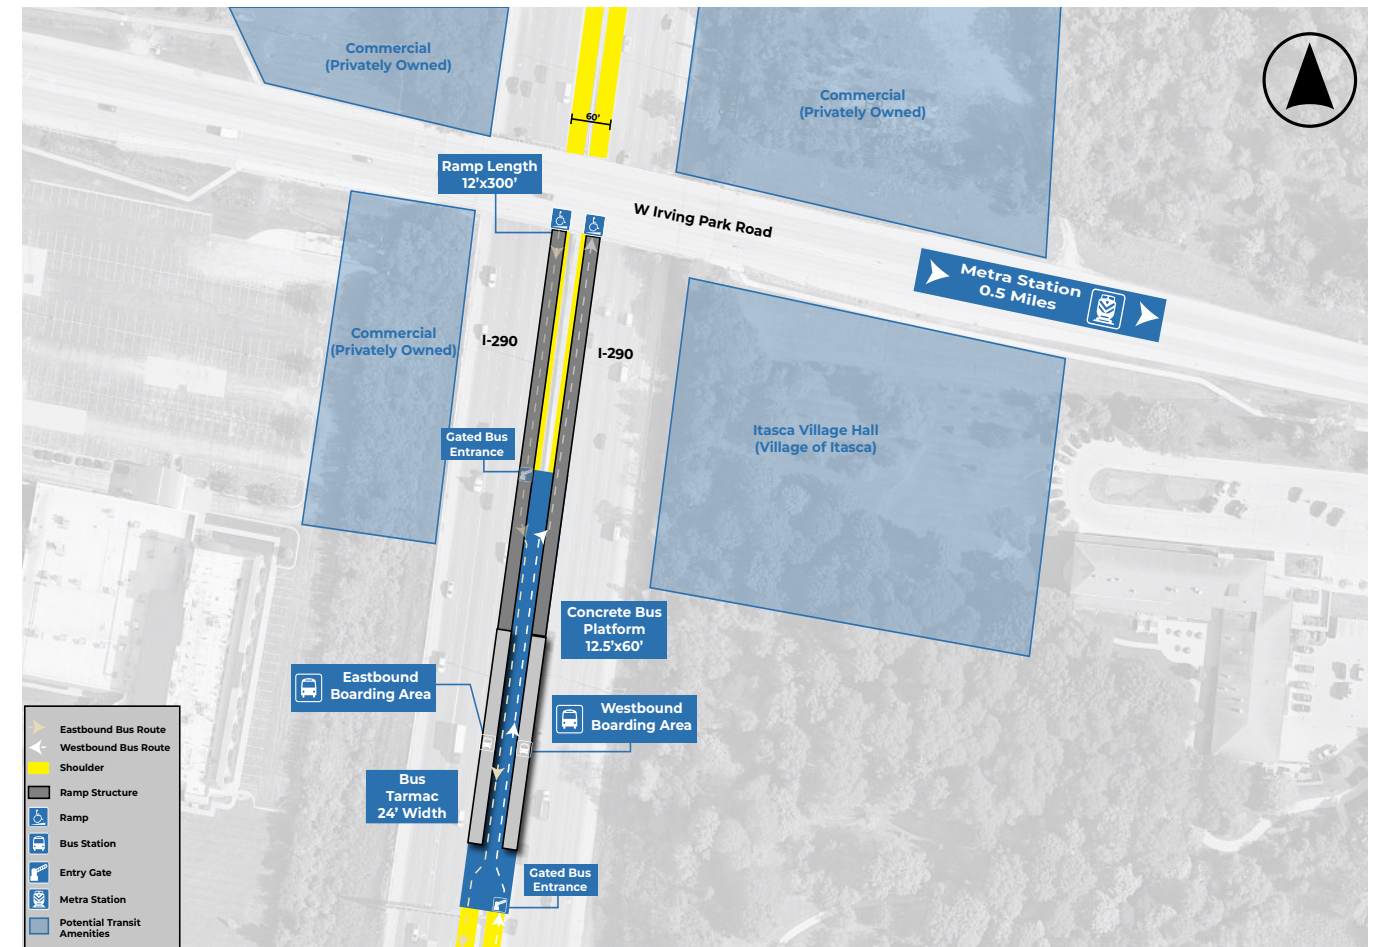 Commercial
(Privately Owned)
Commercial
(Privately Owned)
60'
Ramp Length
12'x300'
W Irving Park Road
Metra Station
0.5 Miles
Commercial
(Privately Owned)
I-290
I-290
Gated Bus
Entrance
Itasca Village Hall
(Village of Itasca)
Concrete Bus
Platform
12.5'x60'
Eastbound
Boarding Area
Westbound
Boarding Area
Bus
Tarmac
24' Width
Gated Bus
Entrance
Eastbound Bus Route
Westbound Bus Route
Shoulder
Ramp Structure
Ramp
Bus Station
Entry Gate
Metra Station
Potential Transit
Amenities